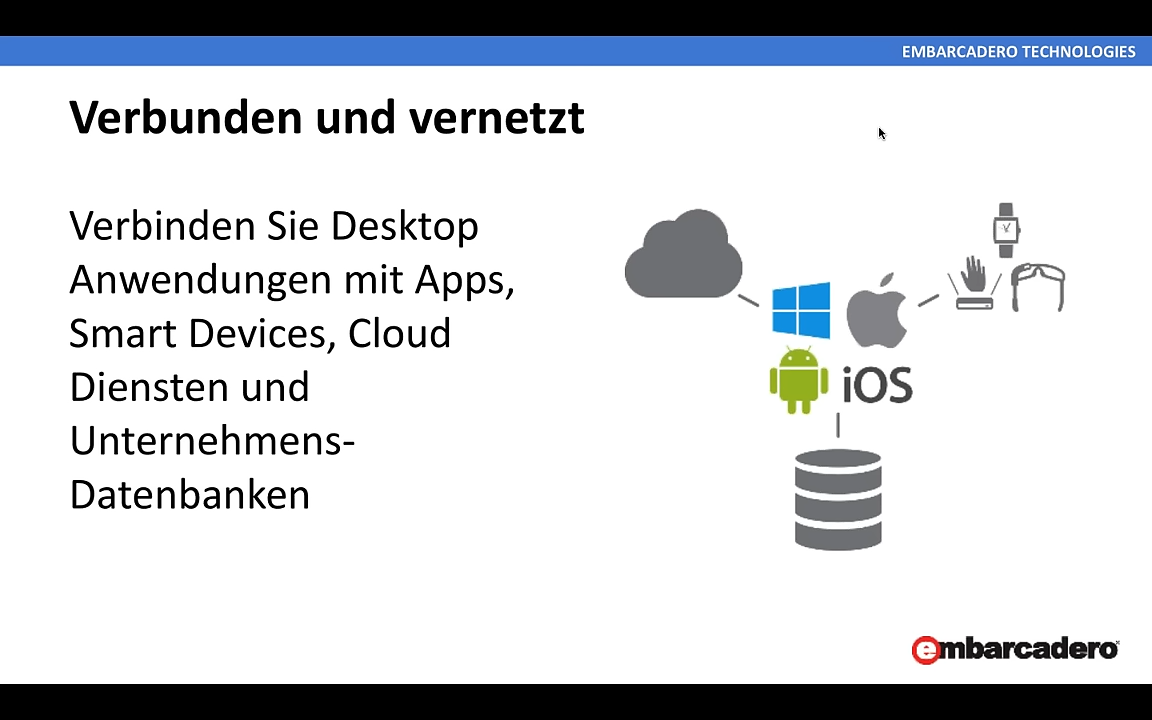 EMBARCADERO TECHNOLOGIES
Verbunden und vernetzt
Verbinden Sie Desktop
Anwendungen mit Apps,
Smart Devices, Cloud
Diensten und
Unternehmens-
Datenbanken
iOS
embarcadero